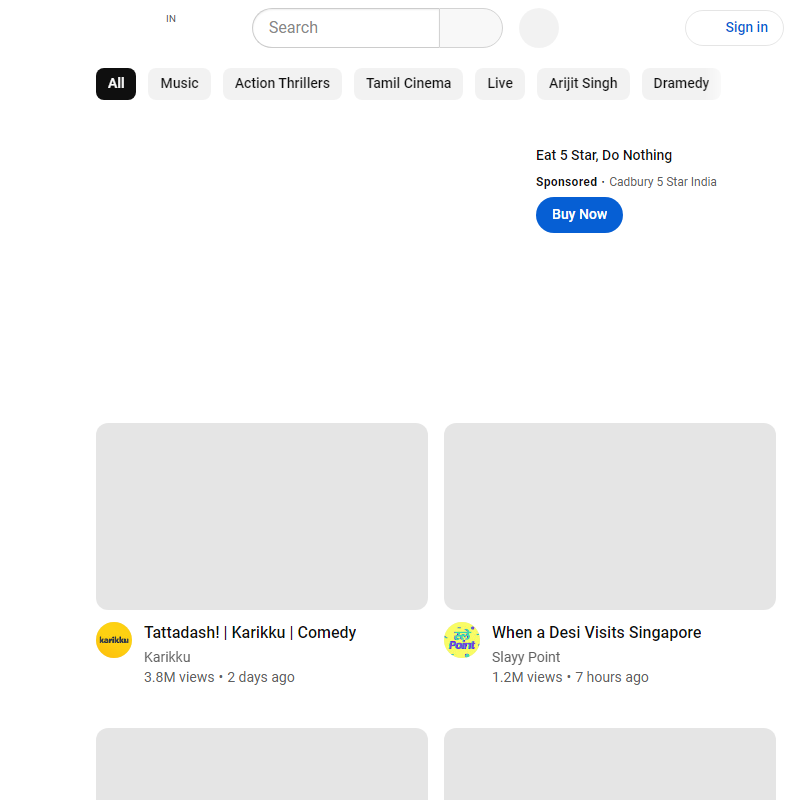 IN
Search
Sign in
All
Music
Action Thrillers
Tamil Cinema
Live
Arijit Singh
Dramedy
Eat 5 Star, Do Nothing
Sponsored · Cadbury 5 Star India
Buy Now
karikku
Tattadash! | Karikku | Comedy
Karikku
3.8M views • 2 days ago
Point
When a Desi Visits Singapore
Slayy Point
1.2M views • 7 hours ago